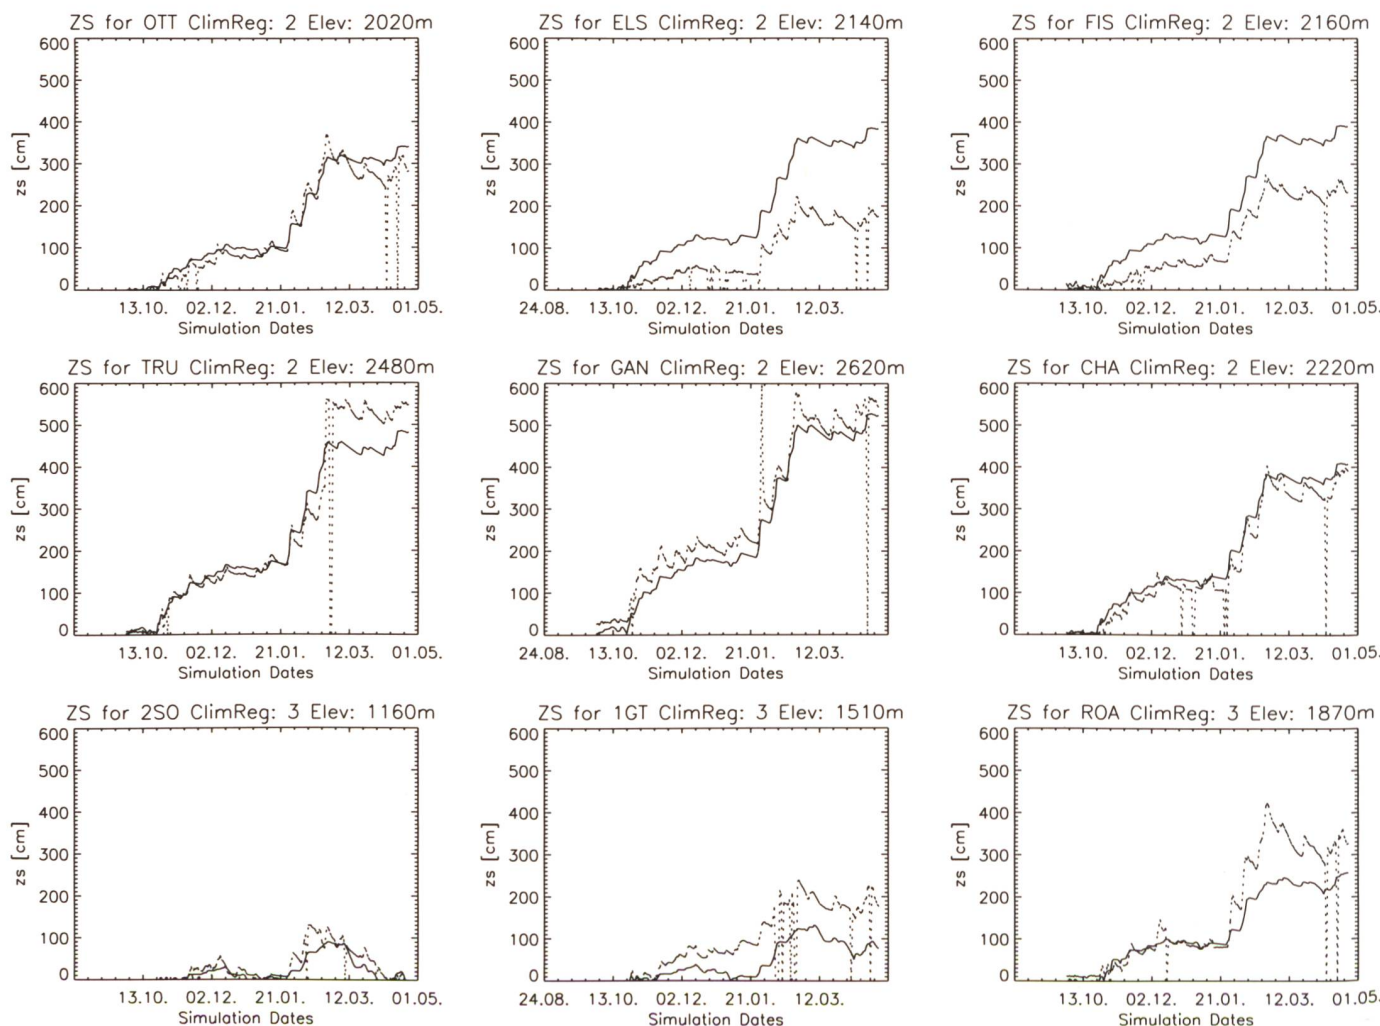 ZS for OTT ClimReg: 2 Elev: 2020m
600
500
400
300
200
100
0
zs [cm]
13.10. 02.12. 21.01. 12.03. 01.05.
Simulation Dates
ZS for ELS ClimReg: 2 Elev: 2140m
600
500
400
300
200
100
0
zs [cm]
24.08. 13.10. 02.12. 21.01. 12.03.
Simulation Dates
ZS for FIS ClimReg: 2 Elev: 2160m
600
500
400
300
200
100
0
zs [cm]
13.10. 02.12. 21.01. 12.03. 01.05.
Simulation Dates
ZS for TRU ClimReg: 2 Elev: 2480m
600
500
400
300
200
100
0
zs [cm]
13.10. 02.12. 21.01. 12.03. 01.05.
Simulation Dates
ZS for GAN ClimReg: 2 Elev: 2620m
600
500
400
300
200
100
0
zs [cm]
24.08. 13.10. 02.12. 21.01. 12.03.
Simulation Dates
ZS for CHA ClimReg: 2 Elev: 2220m
600
500
400
300
200
100
0
zs [cm]
13.10. 02.12. 21.01. 12.03. 01.05.
Simulation Dates
ZS for 2SO ClimReg: 3 Elev: 1160m
600
500
400
300
200
100
0
zs [cm]
13.10. 02.12. 21.01. 12.03. 01.05.
Simulation Dates
ZS for 1GT ClimReg: 3 Elev: 1510m
600
500
400
300
200
100
0
zs [cm]
24.08. 13.10. 02.12. 21.01. 12.03.
Simulation Dates
ZS for ROA ClimReg: 3 Elev: 1870m
600
500
400
300
200
100
0
zs [cm]
13.10. 02.12. 21.01. 12.03. 01.05.
Simulation Dates